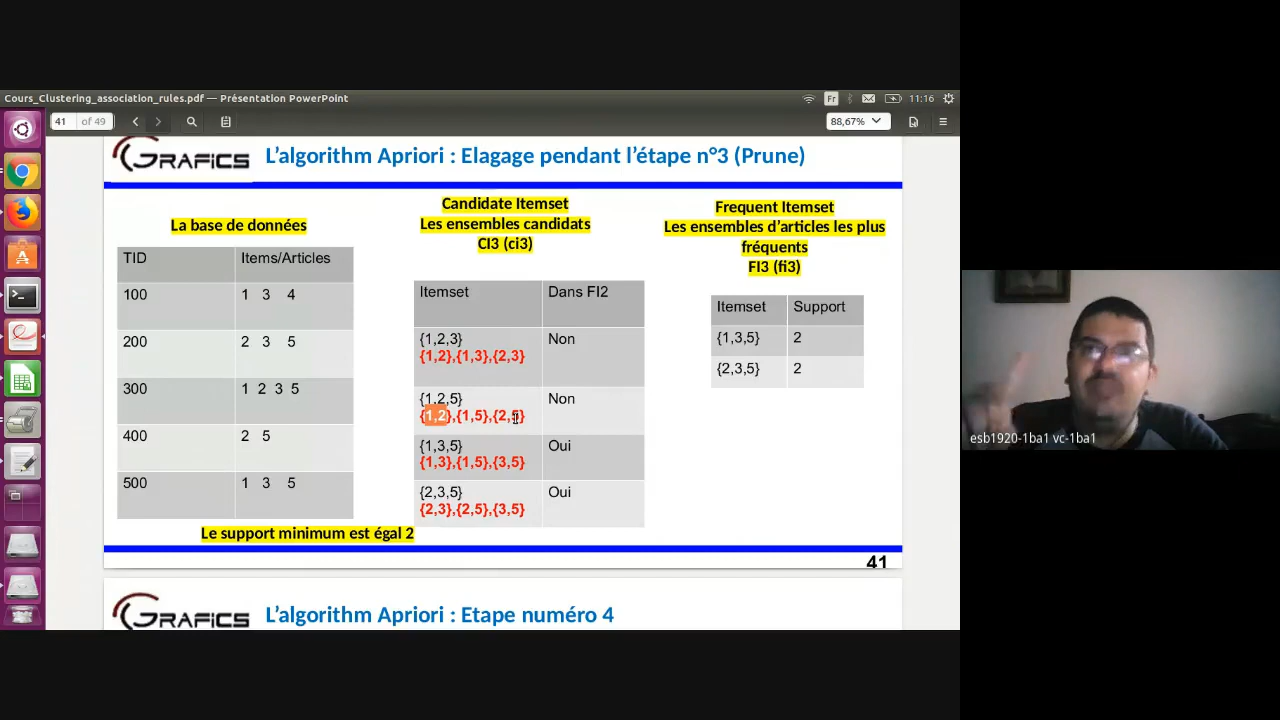 Cours_Clustering_association_rules.pdf — Présentation PowerPoint
Fr
11:16
41
of 49
88,67%
GRAFICS
L'algorithm Apriori : Elagage pendant l'étape n°3 (Prune)
La base de données
TID Items/Articles
100 1 3 4
200 2 3 5
300 1 2 3 5
400 2 5
500 1 3 5
Le support minimum est égal 2
Candidate Itemset
Les ensembles candidats
CI3 (ci3)
Itemset Dans FI2
{1,2,3} Non
{1,2},{1,3},{2,3}
{1,2,5} Non
{1,2},{1,5},{2,5}
{1,3,5} Oui
{1,3},{1,5},{3,5}
{2,3,5} Oui
{2,3},{2,5},{3,5}
Frequent Itemset
Les ensembles d'articles les plus
fréquents
FI3 (fi3)
Itemset Support
{1,3,5} 2
{2,3,5} 2
41
GRAFICS
L'algorithm Apriori : Etape numéro 4
esb1920-1ba1 vc-1ba1